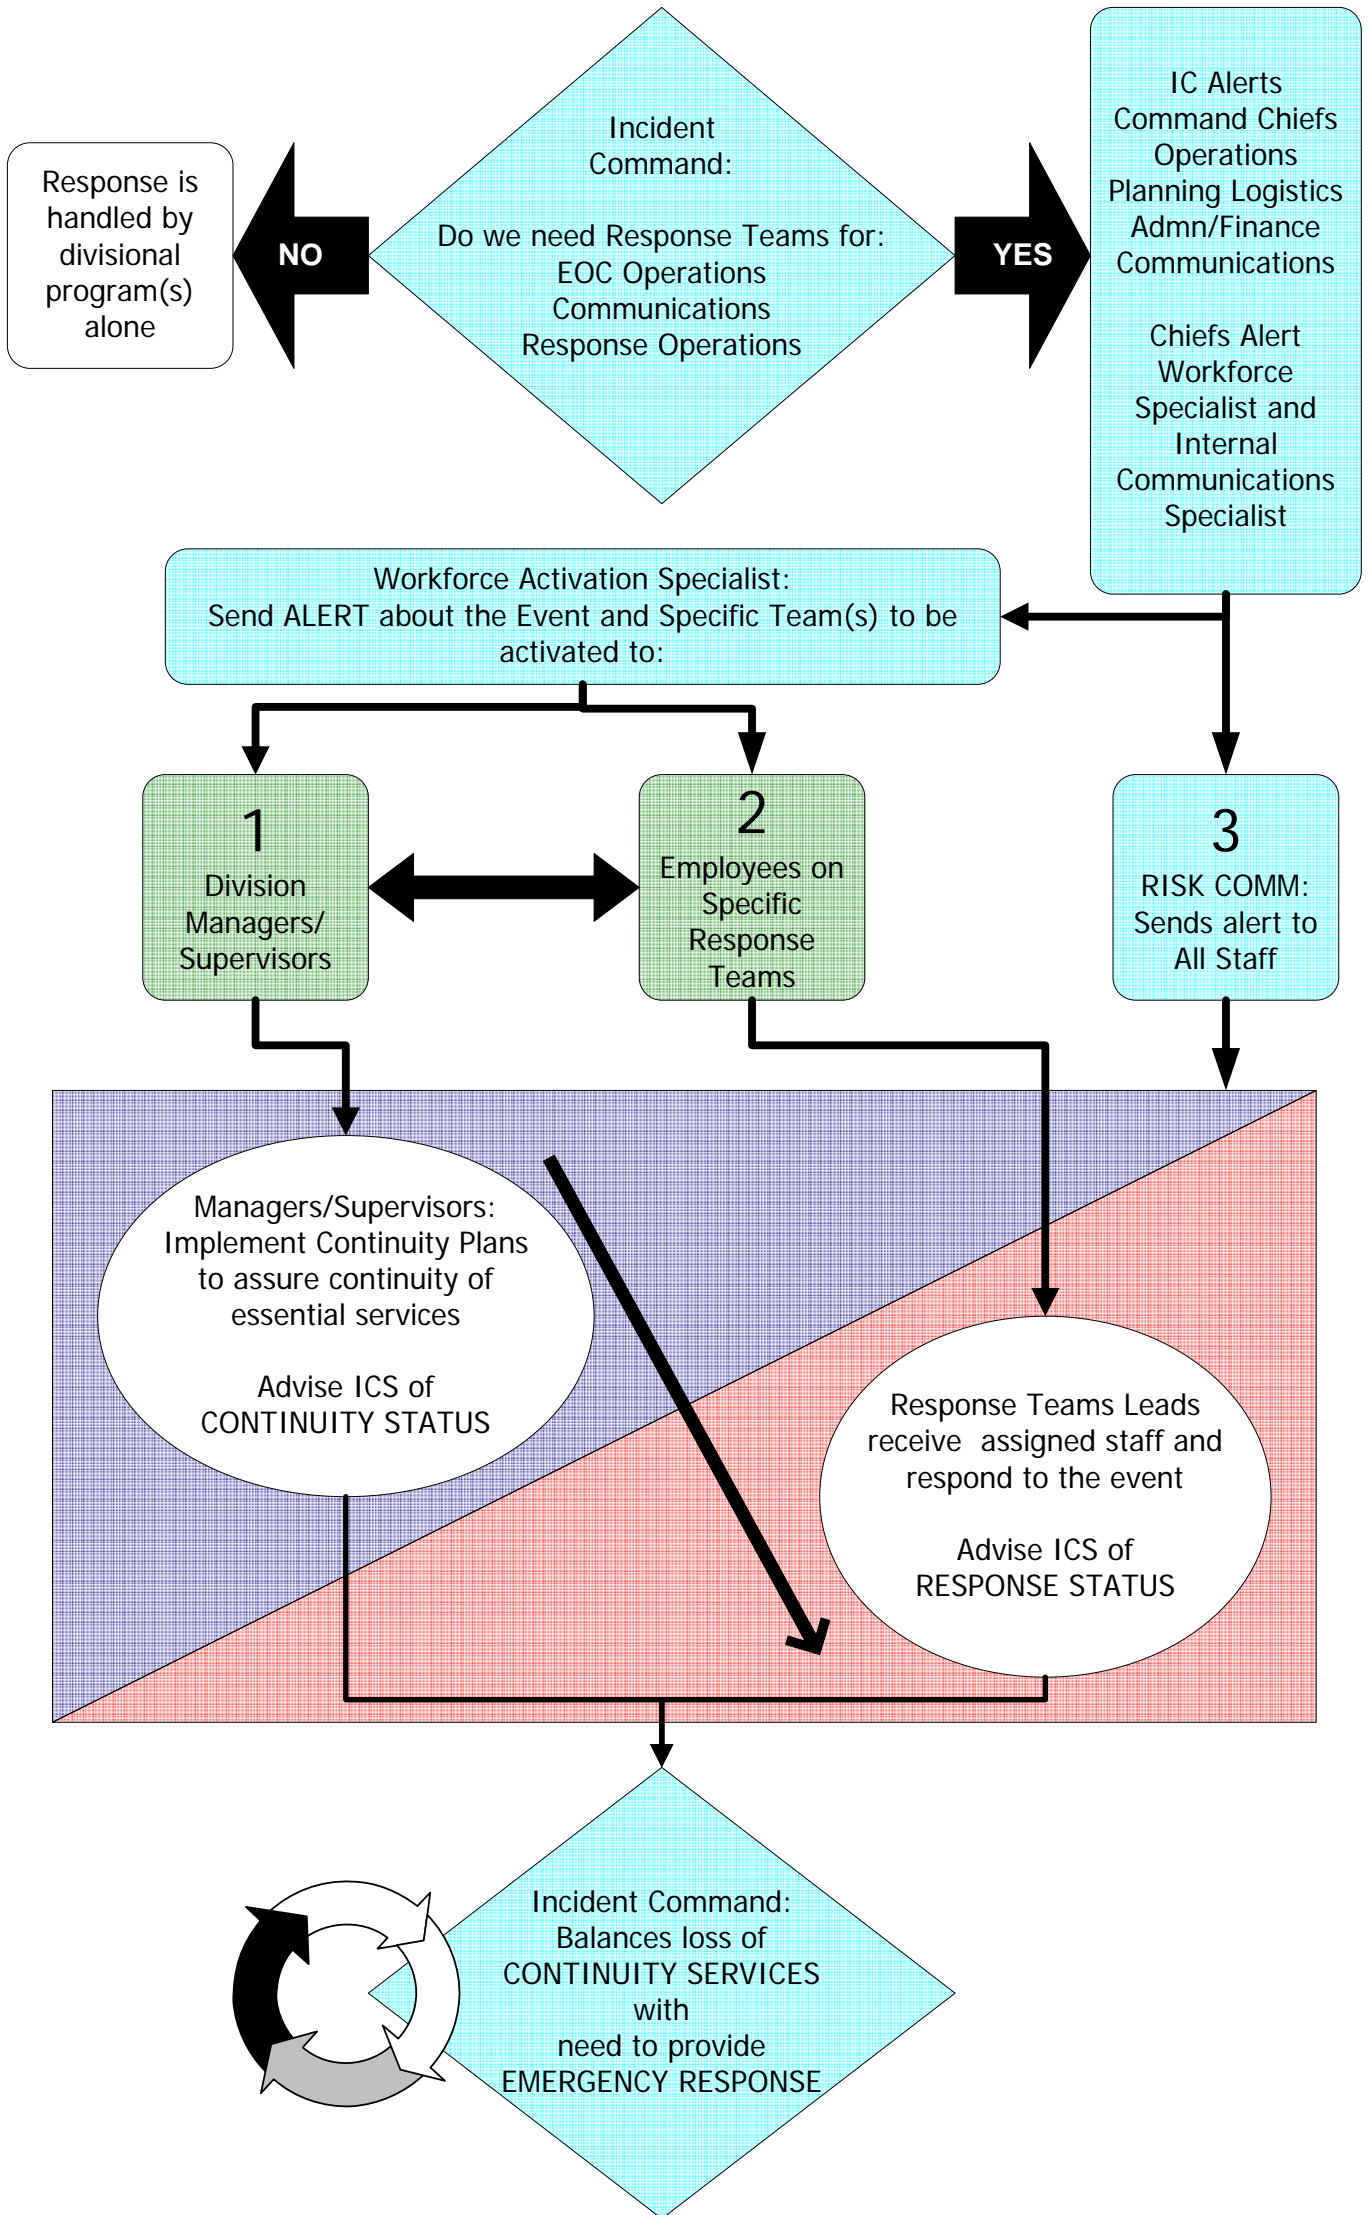 Response is
handled by
divisional
program(s)
alone
NO
Incident
Command:
Do we need Response Teams for:
EOC Operations
Communications
Response Operations
YES
IC Alerts
Command Chiefs
Operations
Planning Logistics
Admn/Finance
Communications
Chiefs Alert
Workforce
Specialist and
Internal
Communications
Specialist
Workforce Activation Specialist:
Send ALERT about the Event and Specific Team(s) to be
activated to:
1
Division
Managers/
Supervisors
2
Employees on
Specific
Response
Teams
3
RISK COMM:
Sends alert to
All Staff
Managers/Supervisors:
Implement Continuity Plans
to assure continuity of
essential services
Advise ICS of
CONTINUITY STATUS
Response Teams Leads
receive assigned staff and
respond to the event
Advise ICS of
RESPONSE STATUS
Incident Command:
Balances loss of
CONTINUITY SERVICES
with
need to provide
EMERGENCY RESPONSE